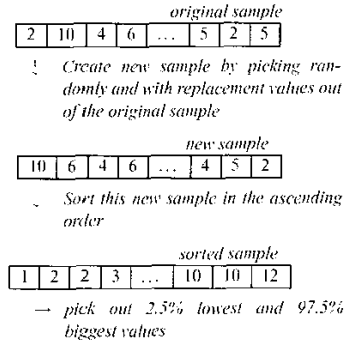 original sample
2 10 4 6 ... 5 2 5
Create new sample by picking ran-
domly and with replacement values out
of the original sample
new sample
10 6 4 6 ... 4 5 2
Sort this new sample in the ascending
order
sorted sample
1 2 2 3 ... 10 10 12
→ pick out 2.5% lowest and 97.5%
biggest values